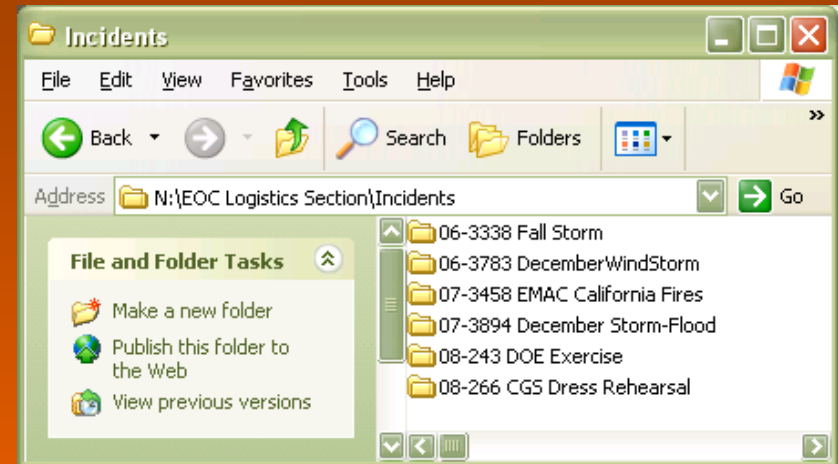 Incidents
File Edit View Favorites Tools Help
Back Search Folders »
Address N:\EOC Logistics Section\Incidents Go
File and Folder Tasks
Make a new folder
Publish this folder to
the Web
View previous versions
06-3338 Fall Storm
06-3783 DecemberWindStorm
07-3458 EMAC California Fires
07-3894 December Storm-Flood
08-243 DOE Exercise
08-266 CGS Dress Rehearsal